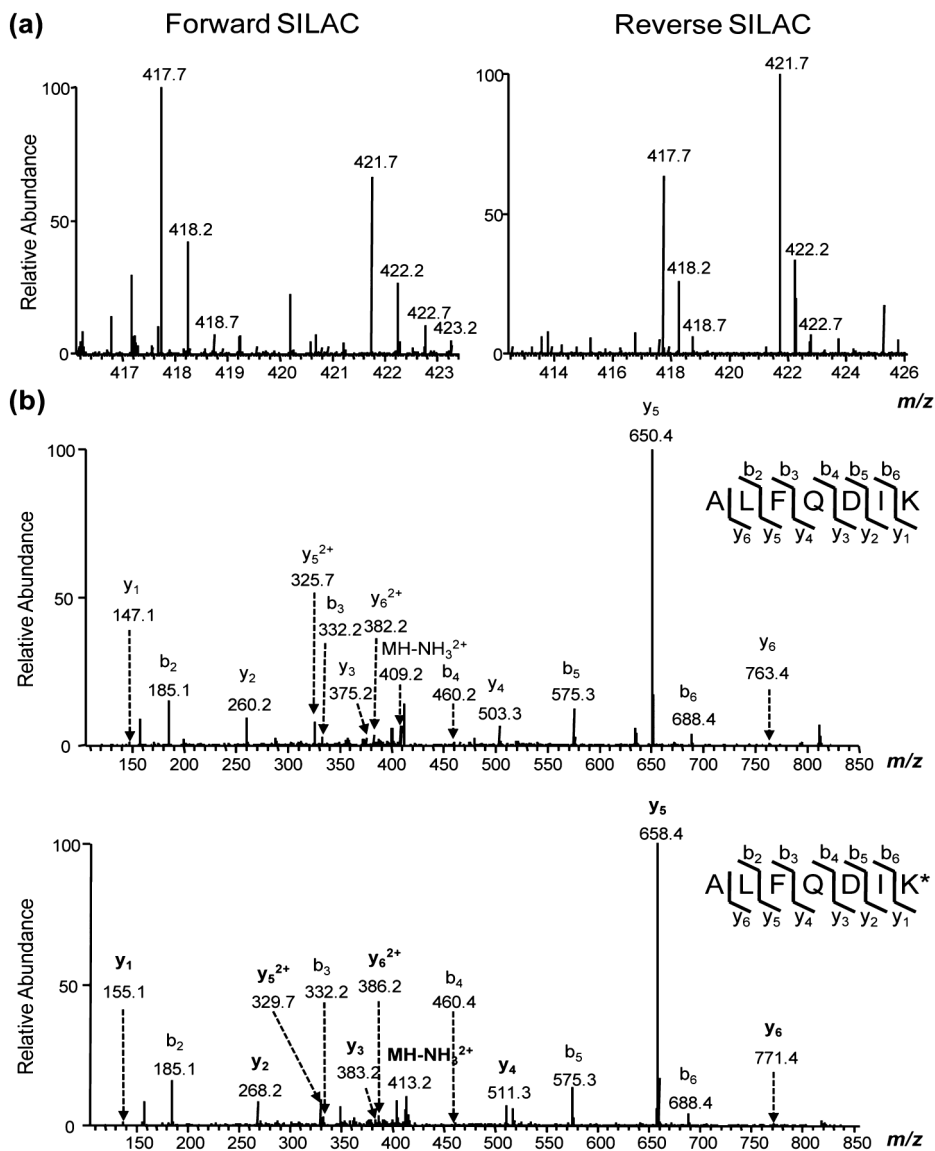 (a) Forward SILAC Reverse SILAC
Relative Abundance
100
50
0
417.7
418.2
418.7
421.7
422.2
422.7
423.2
417 418 419 420 421 422 423
100
50
0
417.7
418.2
418.7
421.7
422.2
422.7
414 416 418 420 422 424 426
m/z
(b)
Relative Abundance
100
50
0
y1
147.1
b2
185.1
y2
260.2
y5 2+
325.7
b3
332.2
y3
375.2
y6 2+
382.2
MH-NH3 2+
409.2
b4
460.2
y4
503.3
b5
575.3
y5
650.4
b6
688.4
y6
763.4
b2 b3 b4 b5 b6
A L F Q D I K
y6 y5 y4 y3 y2 y1
150 200 250 300 350 400 450 500 550 600 650 700 750 800 850 m/z
Relative Abundance
100
50
0
y1
155.1
b2
185.1
y2
268.2
y5 2+
329.7
b3
332.2
y3
383.2
y6 2+
386.2
MH-NH3 2+
413.2
b4
460.4
y4
511.3
b5
575.3
y5
658.4
b6
688.4
y6
771.4
b2 b3 b4 b5 b6
A L F Q D I K*
y6 y5 y4 y3 y2 y1
150 200 250 300 350 400 450 500 550 600 650 700 750 800 850 m/z